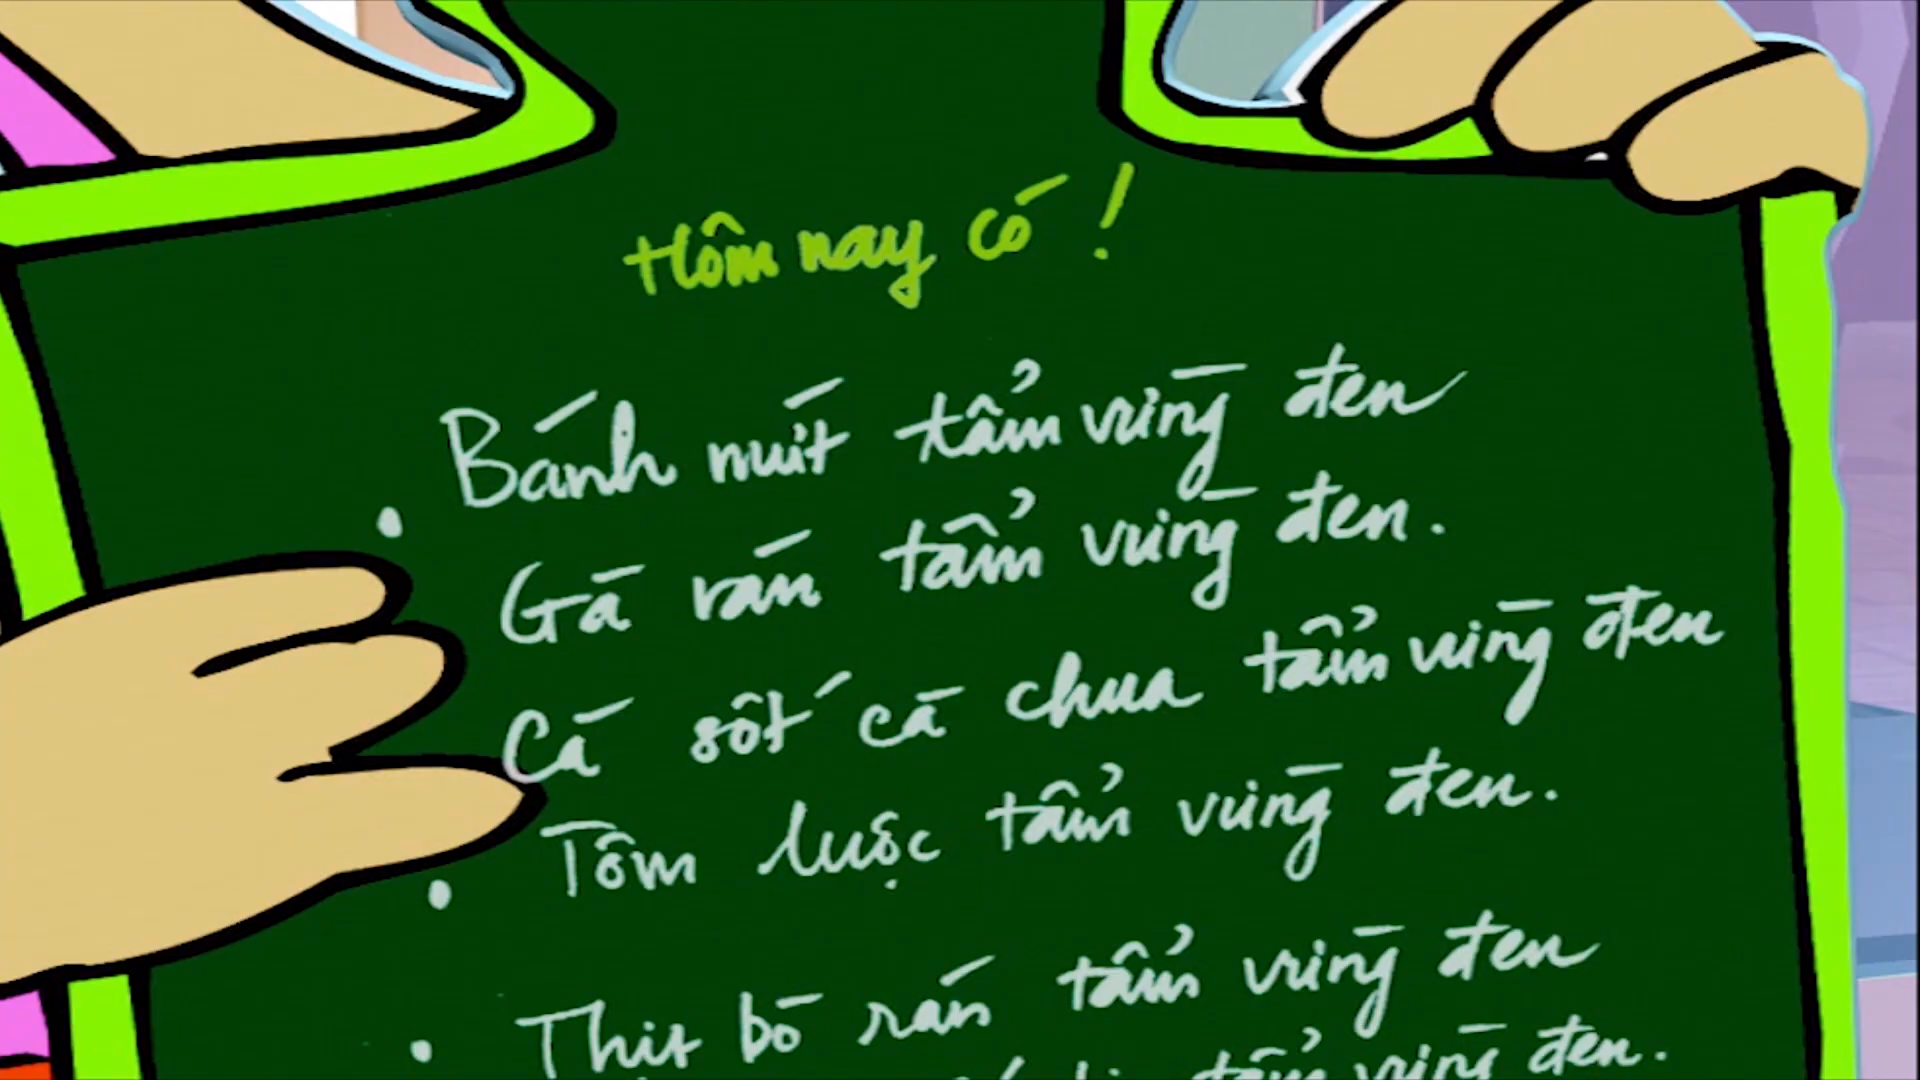 Hôm nay có !
Bánh nướt tẩm vừng đen
Gà rán tẩm vừng đen.
Cá sốt cà chua tẩm vừng đen
Tôm luộc tẩm vừng đen.
Thịt bò rán tẩm vừng đen
tẩm vừng đen.